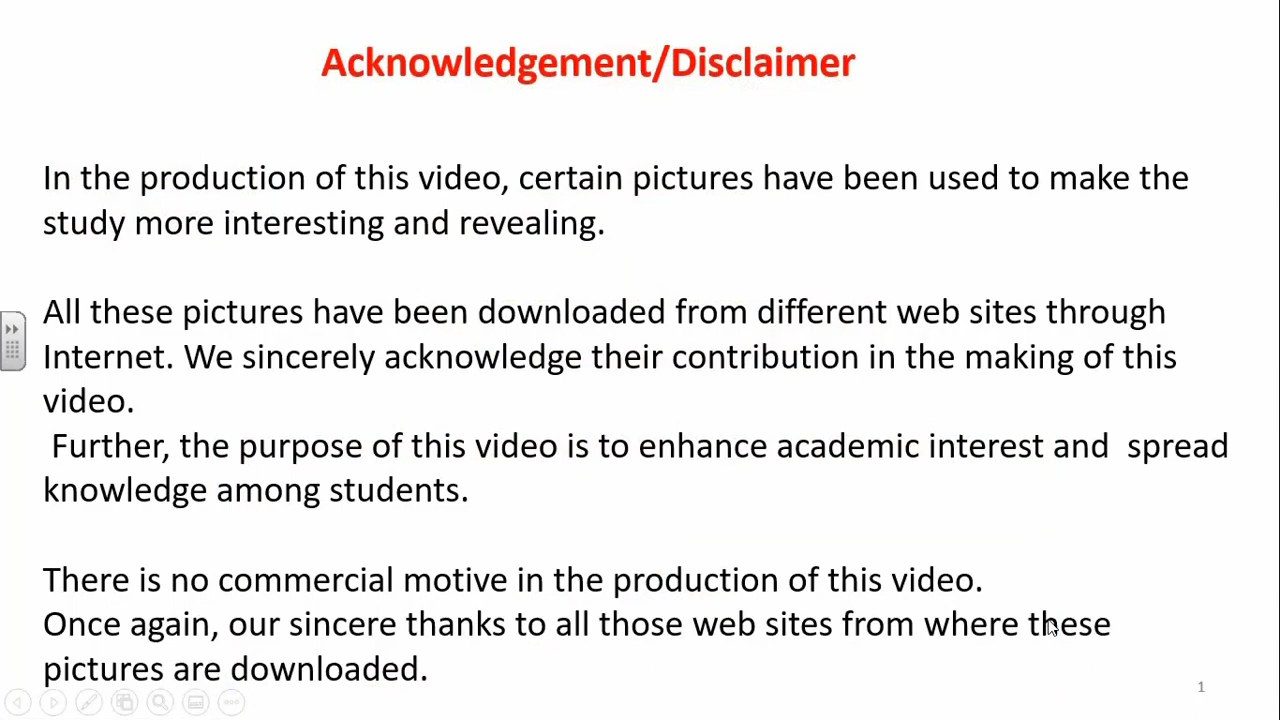 Acknowledgement/Disclaimer
In the production of this video, certain pictures have been used to make the
study more interesting and revealing.
All these pictures have been downloaded from different web sites through
Internet. We sincerely acknowledge their contribution in the making of this
video.
Further, the purpose of this video is to enhance academic interest and  spread
knowledge among students.
There is no commercial motive in the production of this video.
Once again, our sincere thanks to all those web sites from where these
pictures are downloaded.
1